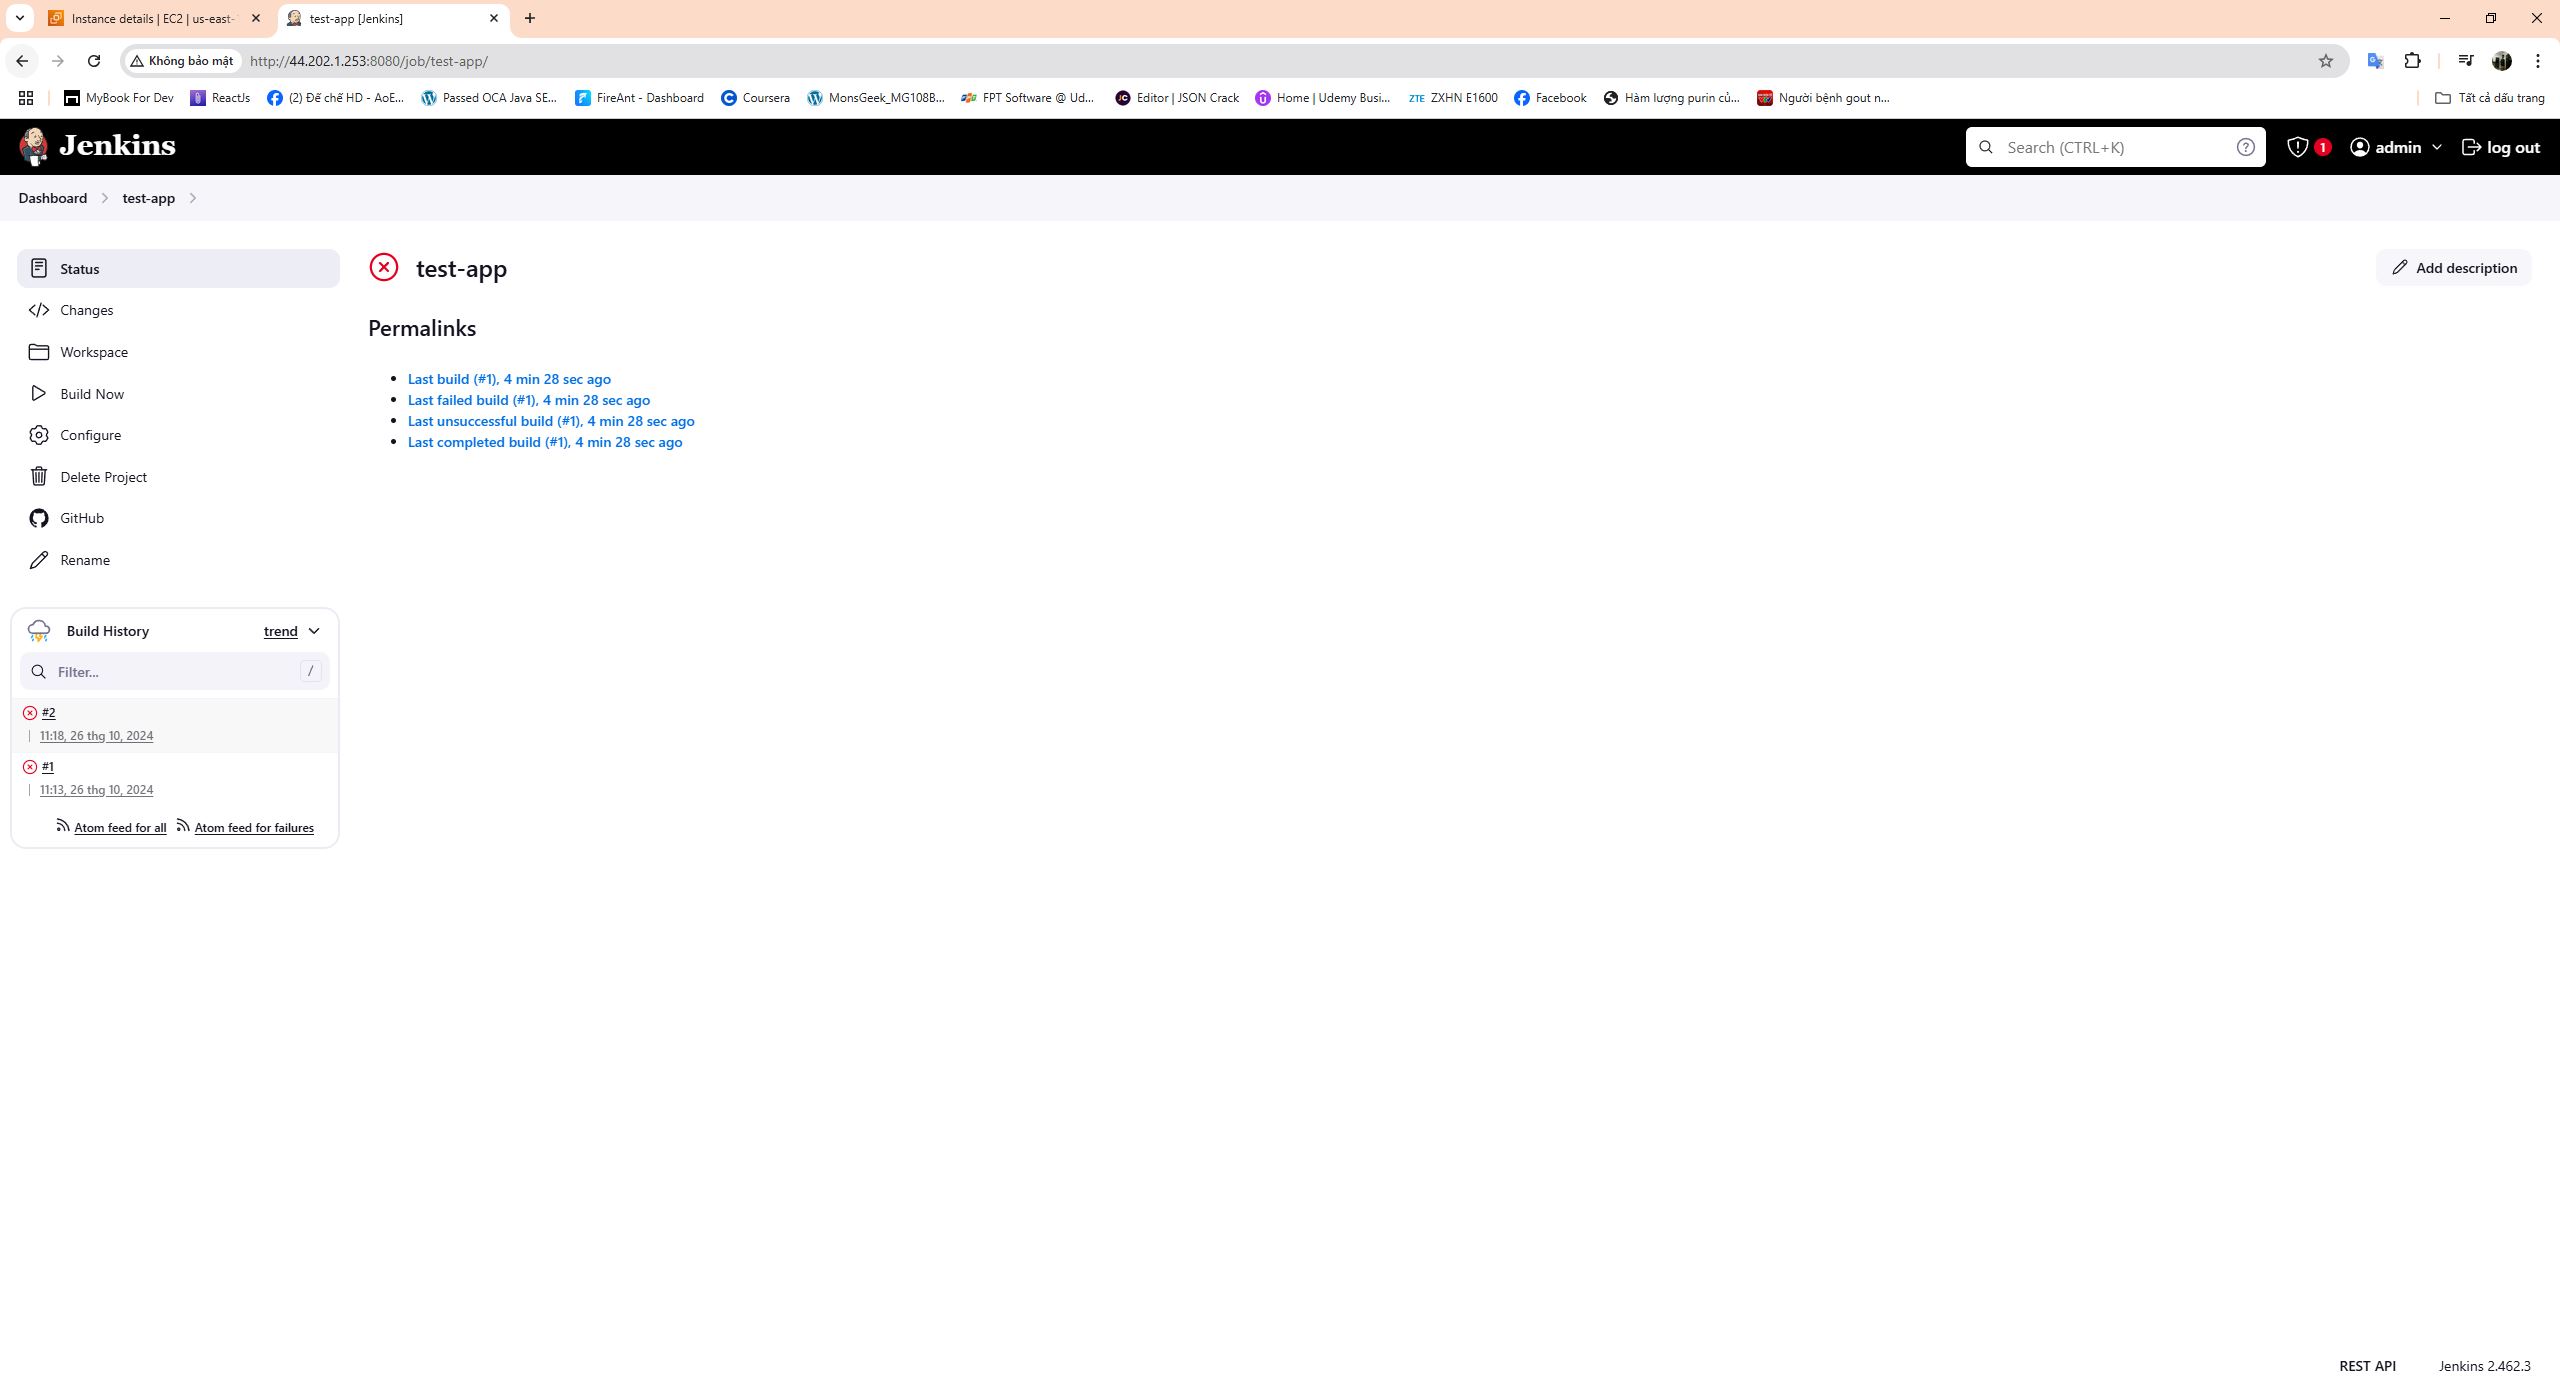 Instance details | EC2 | us-east-
test-app [Jenkins]
Không bảo mật
http://44.202.1.253:8080/job/test-app/
MyBook For Dev
ReactJs
(2) Đế chế HD - AoE...
Passed OCA Java SE...
FireAnt - Dashboard
Coursera
MonsGeek_MG108B...
FPT Software @ Ud...
Editor | JSON Crack
Home | Udemy Busi...
ZTE ZXHN E1600
Facebook
Hàm lượng purin củ...
Người bệnh gout n...
Tất cả dấu trang
Jenkins
Search (CTRL+K)
1
admin
log out
Dashboard
test-app
Status
Changes
Workspace
Build Now
Configure
Delete Project
GitHub
Rename
test-app
Add description
Permalinks
Last build (#1), 4 min 28 sec ago
Last failed build (#1), 4 min 28 sec ago
Last unsuccessful build (#1), 4 min 28 sec ago
Last completed build (#1), 4 min 28 sec ago
Build History
trend
Filter...
/
#2
11:18, 26 thg 10, 2024
#1
11:13, 26 thg 10, 2024
Atom feed for all
Atom feed for failures
REST API
Jenkins 2.462.3